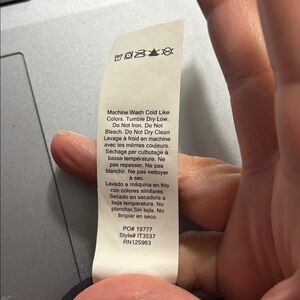 Machine Wash Cold Like
Colors. Tumble Dry Low.
Do Not Iron. Do Not
Bleach. Do Not Dry Clean
Lavage à froid en machine
avec les mêmes couleurs.
Séchage par culbutage à
basse température. Ne
pas repasser. Ne pas
blanchir. Ne pas nettoyer
à sec.
Lavado a máquina en frío
con colores similares.
Secado en secadora a
baja temperatura. No
planchar.Sin lejía. No
limpiar en seco.
PO# 19777
Style# IT3537
RN125963